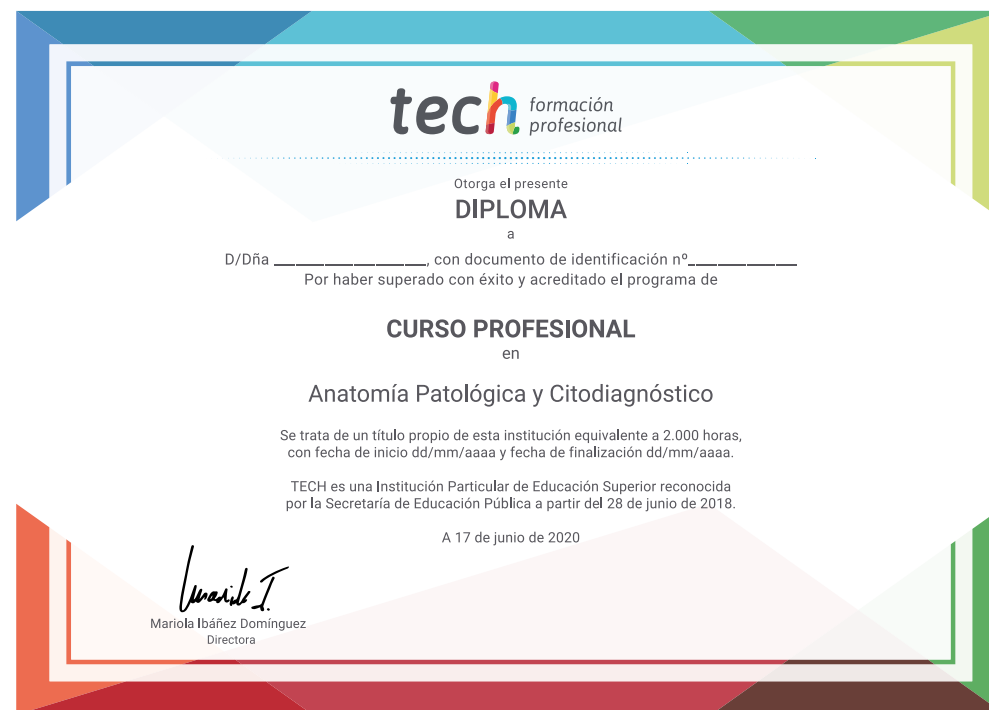 tech formación
profesional
Otorga el presente
DIPLOMA
a
D/Dña ____________________, con documento de identificación nº______________
Por haber superado con éxito y acreditado el programa de
CURSO PROFESIONAL
en
Anatomía Patológica y Citodiagnóstico
Se trata de un título propio de esta institución equivalente a 2.000 horas,
con fecha de inicio dd/mm/aaaa y fecha de finalización dd/mm/aaaa.
TECH es una Institución Particular de Educación Superior reconocida
por la Secretaría de Educación Pública a partir del 28 de junio de 2018.
A 17 de junio de 2020
Mariola I.
Mariola Ibáñez Domínguez
Directora